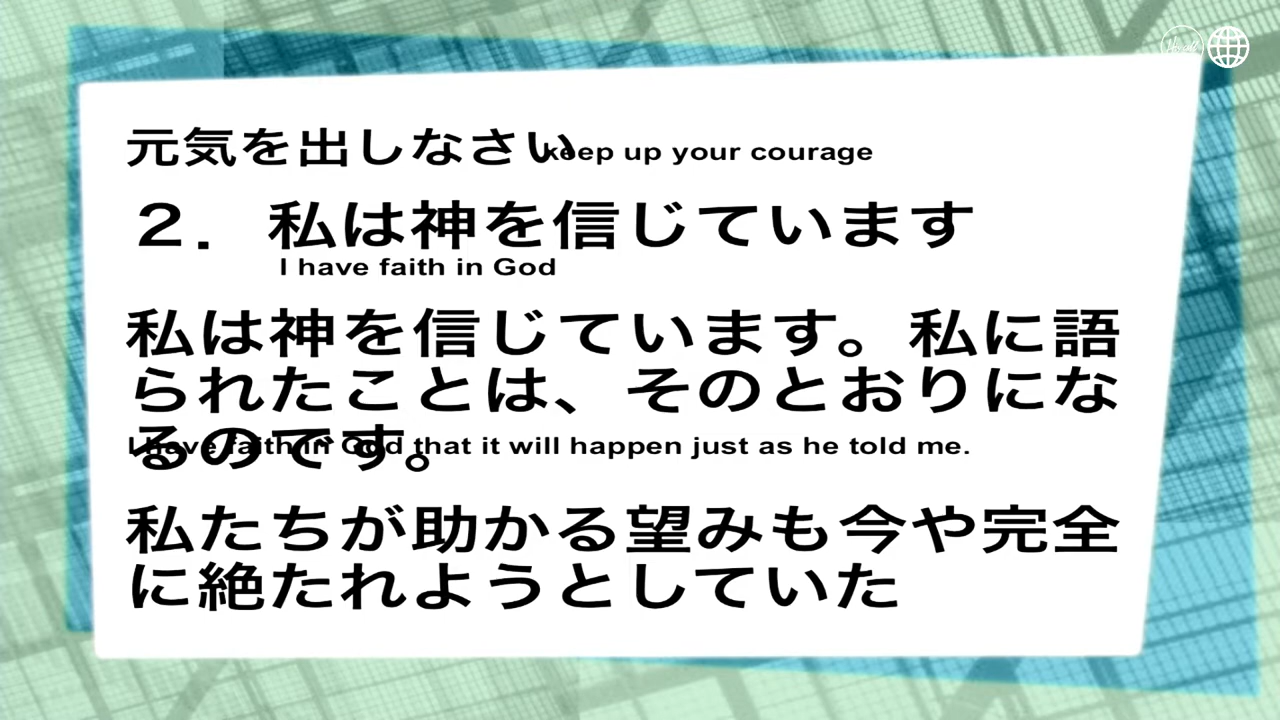 元気を出しなさい keep up your courage
２． 私は神を信じています
I have faith in God
私は神を信じています。私に語
られたことは、そのとおりにな
るのです。
I have faith in God that it will happen just as he told me.
私たちが助かる望みも今や完全
に絶たれようとしていた